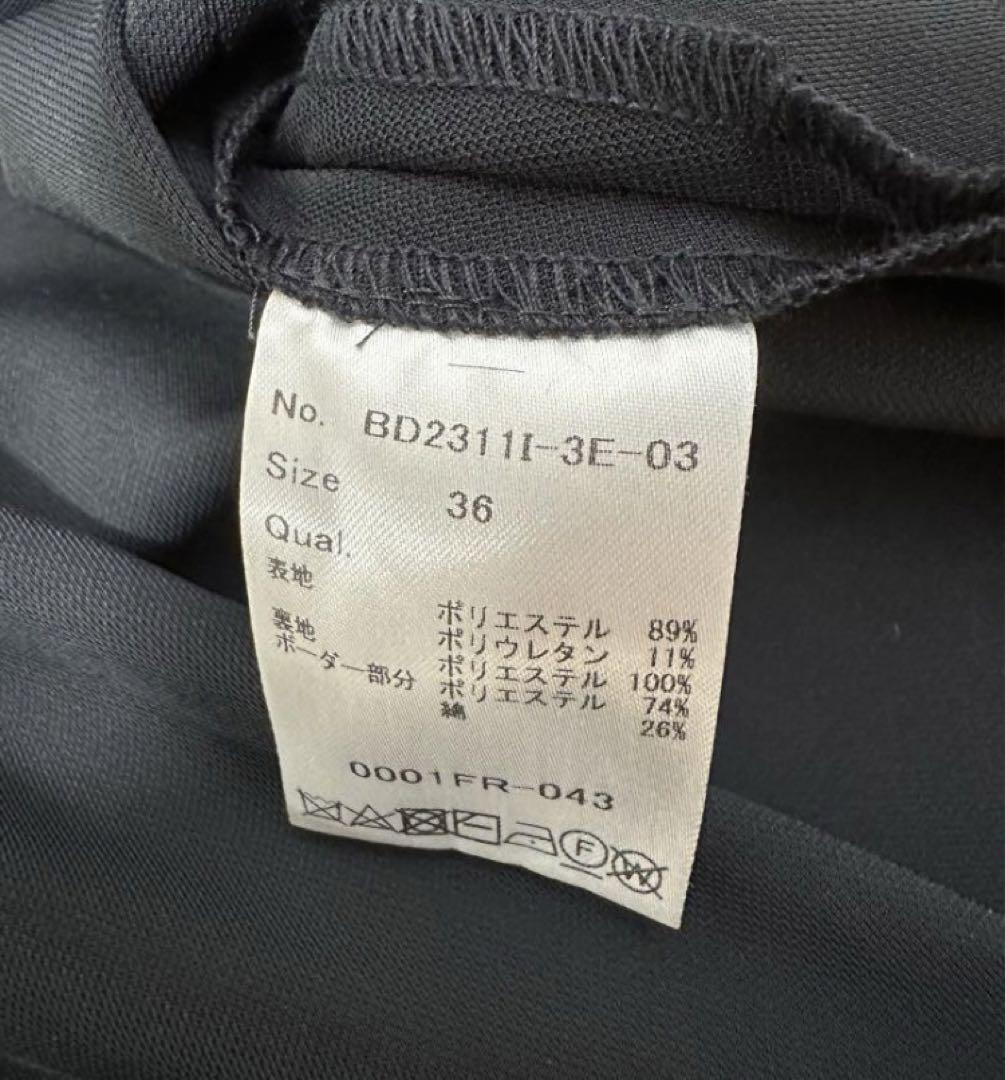 No. BD2311I-3E-03
Size 36
Qual.
表地
ポリエステル 89%
ポリウレタン 11%
裏地 ポリエステル 100%
ボーダー部分 ポリエステル 74%
綿 26%
0001FR-043
F W